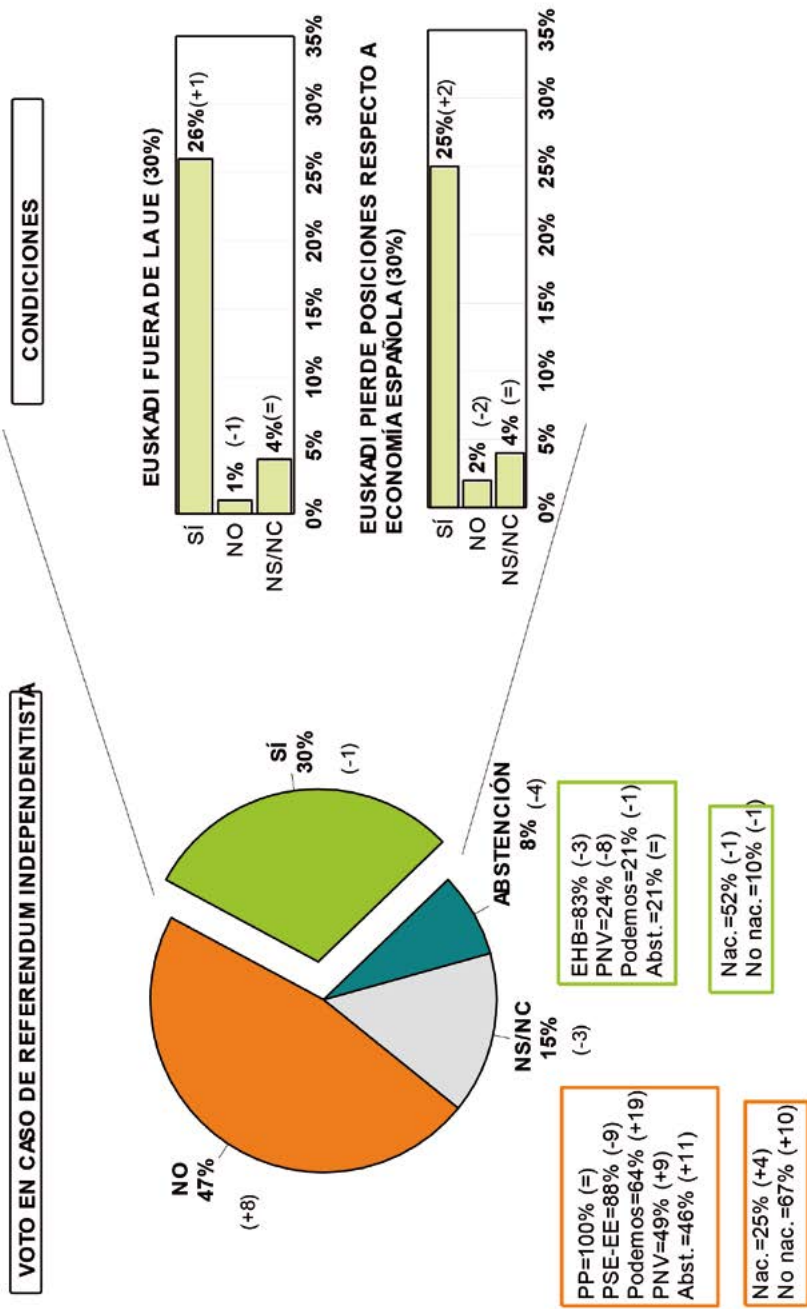 VOTO EN CASO DE REFERENDUM INDEPENDENTISTA
NO
47%
(+8)
SÍ
30%
(-1)
ABSTENCIÓN
8% (-4)
NS/NC
15%
(-3)
PP=100% (=)
PSE-EE=88% (-9)
Podemos=64% (+19)
PNV=49% (+9)
Abst.=46% (+11)
Nac.=25% (+4)
No nac.=67% (+10)
EHB=83% (-3)
PNV=24% (-8)
Podemos=21% (-1)
Abst.=21% (=)
Nac.=52% (-1)
No nac.=10% (-1)
CONDICIONES
EUSKADI FUERA DE LA UE (30%)
SÍ 26% (+1)
NO 1% (-1)
NS/NC 4% (=)
0% 5% 10% 15% 20% 25% 30% 35%
EUSKADI PIERDE POSICIONES RESPECTO A
ECONOMÍA ESPAÑOLA (30%)
SÍ 25% (+2)
NO 2% (-2)
NS/NC 4% (=)
0% 5% 10% 15% 20% 25% 30% 35%